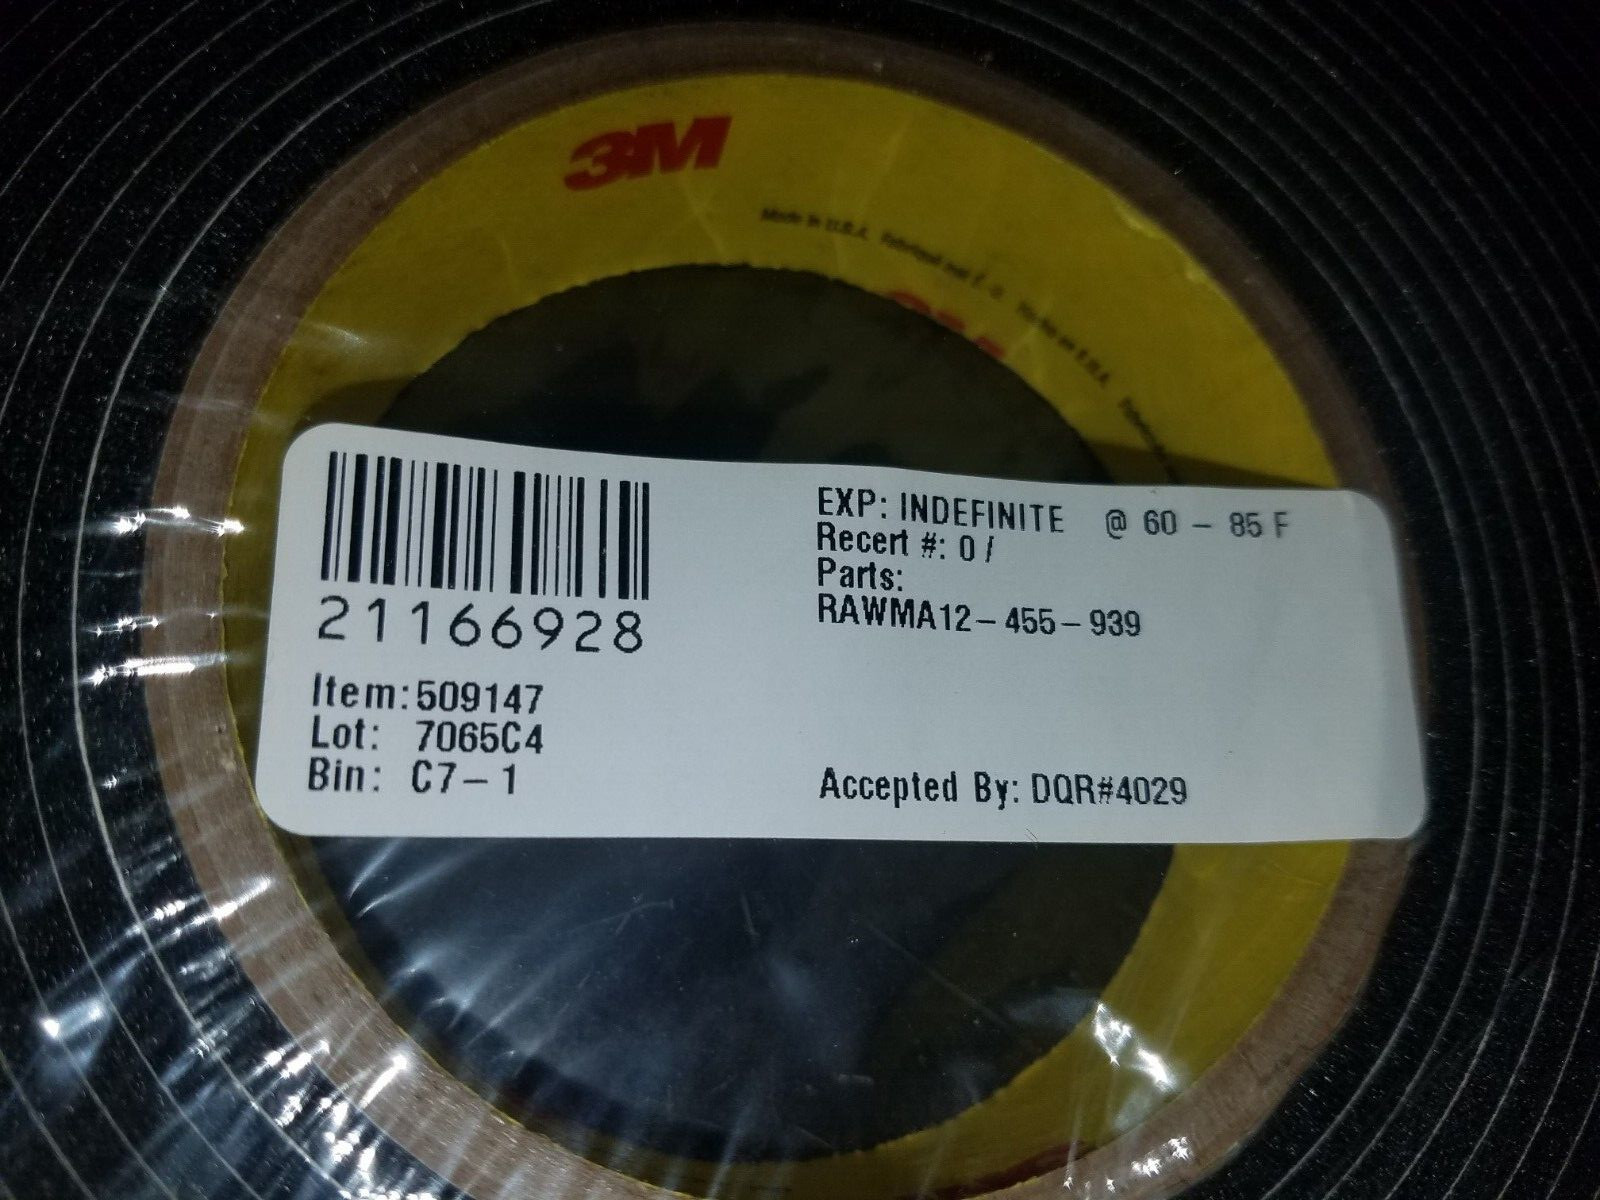 3M
Made in U.S.A.
21166928
Item: 509147
Lot: 7065C4
Bin: C7-1
EXP: INDEFINITE @ 60 - 85 F
Recert #: 0 /
Parts:
RAWMA12-455-939
Accepted By: DQR#4029